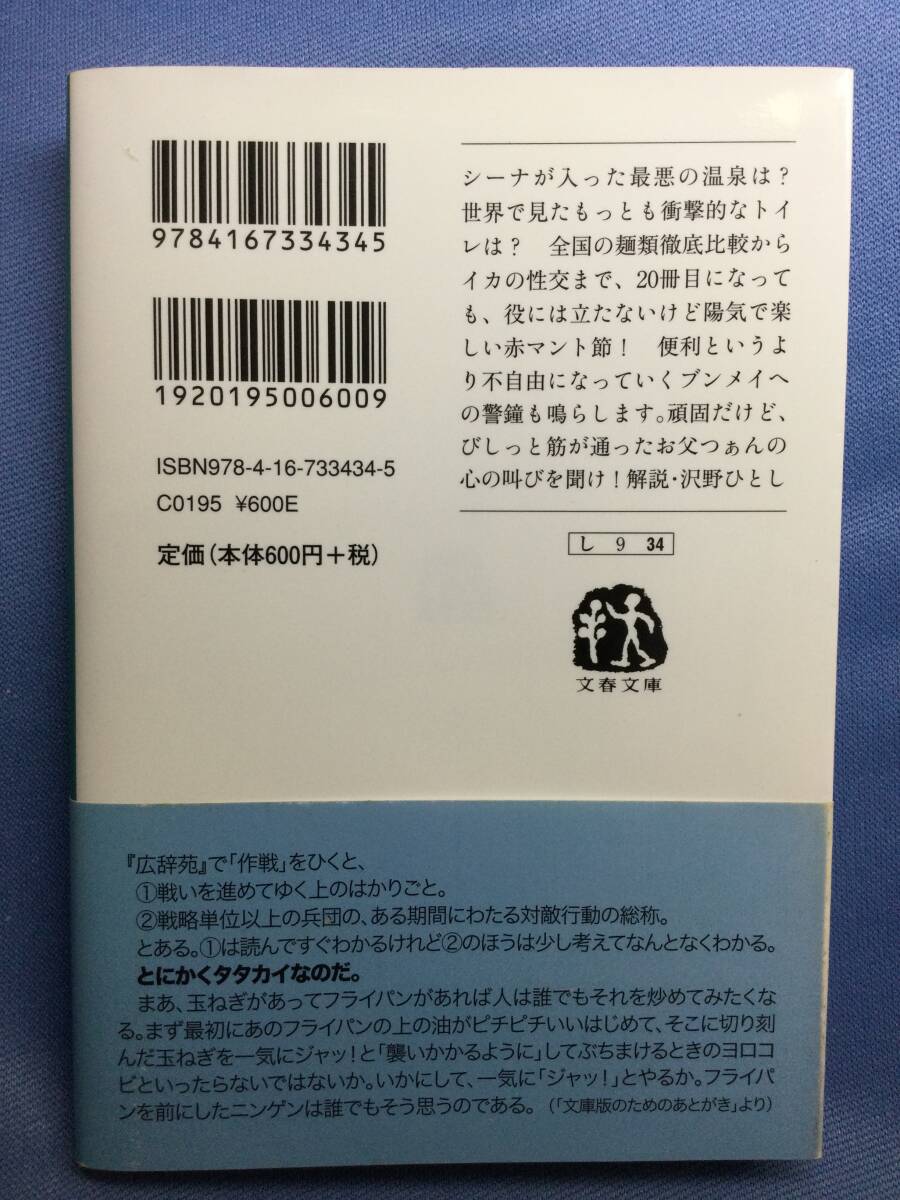 9784167334345
1920195006009
ISBN978-4-16-733434-5
C0195 ¥600E
定価(本体600円+税)
シーナが入った最悪の温泉は?
世界で見たもっとも衝撃的なトイ
レは? 全国の麺類徹底比較から
イカの性交まで、20冊目になって
も、役には立たないけど陽気で楽
しい赤マント節! 便利というよ
り不自由になっていくブンメイへ
の警鐘も鳴らします。頑固だけど、
びしっと筋が通ったお父つぁんの
心の叫びを聞け!解説・沢野ひとし
し 9 34
文春文庫
『広辞苑』で「作戦」をひくと、
①戦いを進めてゆく上のはかりごと。
②戦略単位以上の兵団の、ある期間にわたる対敵行動の総称。
とある。①は読んですぐわかるけれど②のほうは少し考えてなんとなくわかる。
とにかくタタカイなのだ。
まあ、玉ねぎがあってフライパンがあれば人は誰でもそれを炒めてみたくな
る。まず最初にあのフライパンの上の油がピチピチいいはじめて、そこに切り刻
んだ玉ねぎを一気にジャッ!と「襲いかかるように」してぶちまけるときのヨロコ
ビといったらないではないか。いかにして、一気に「ジャッ!」とやるか。フライパ
ンを前にしたニンゲンは誰でもそう思うのである。(「文庫版のためのあとがき」より)